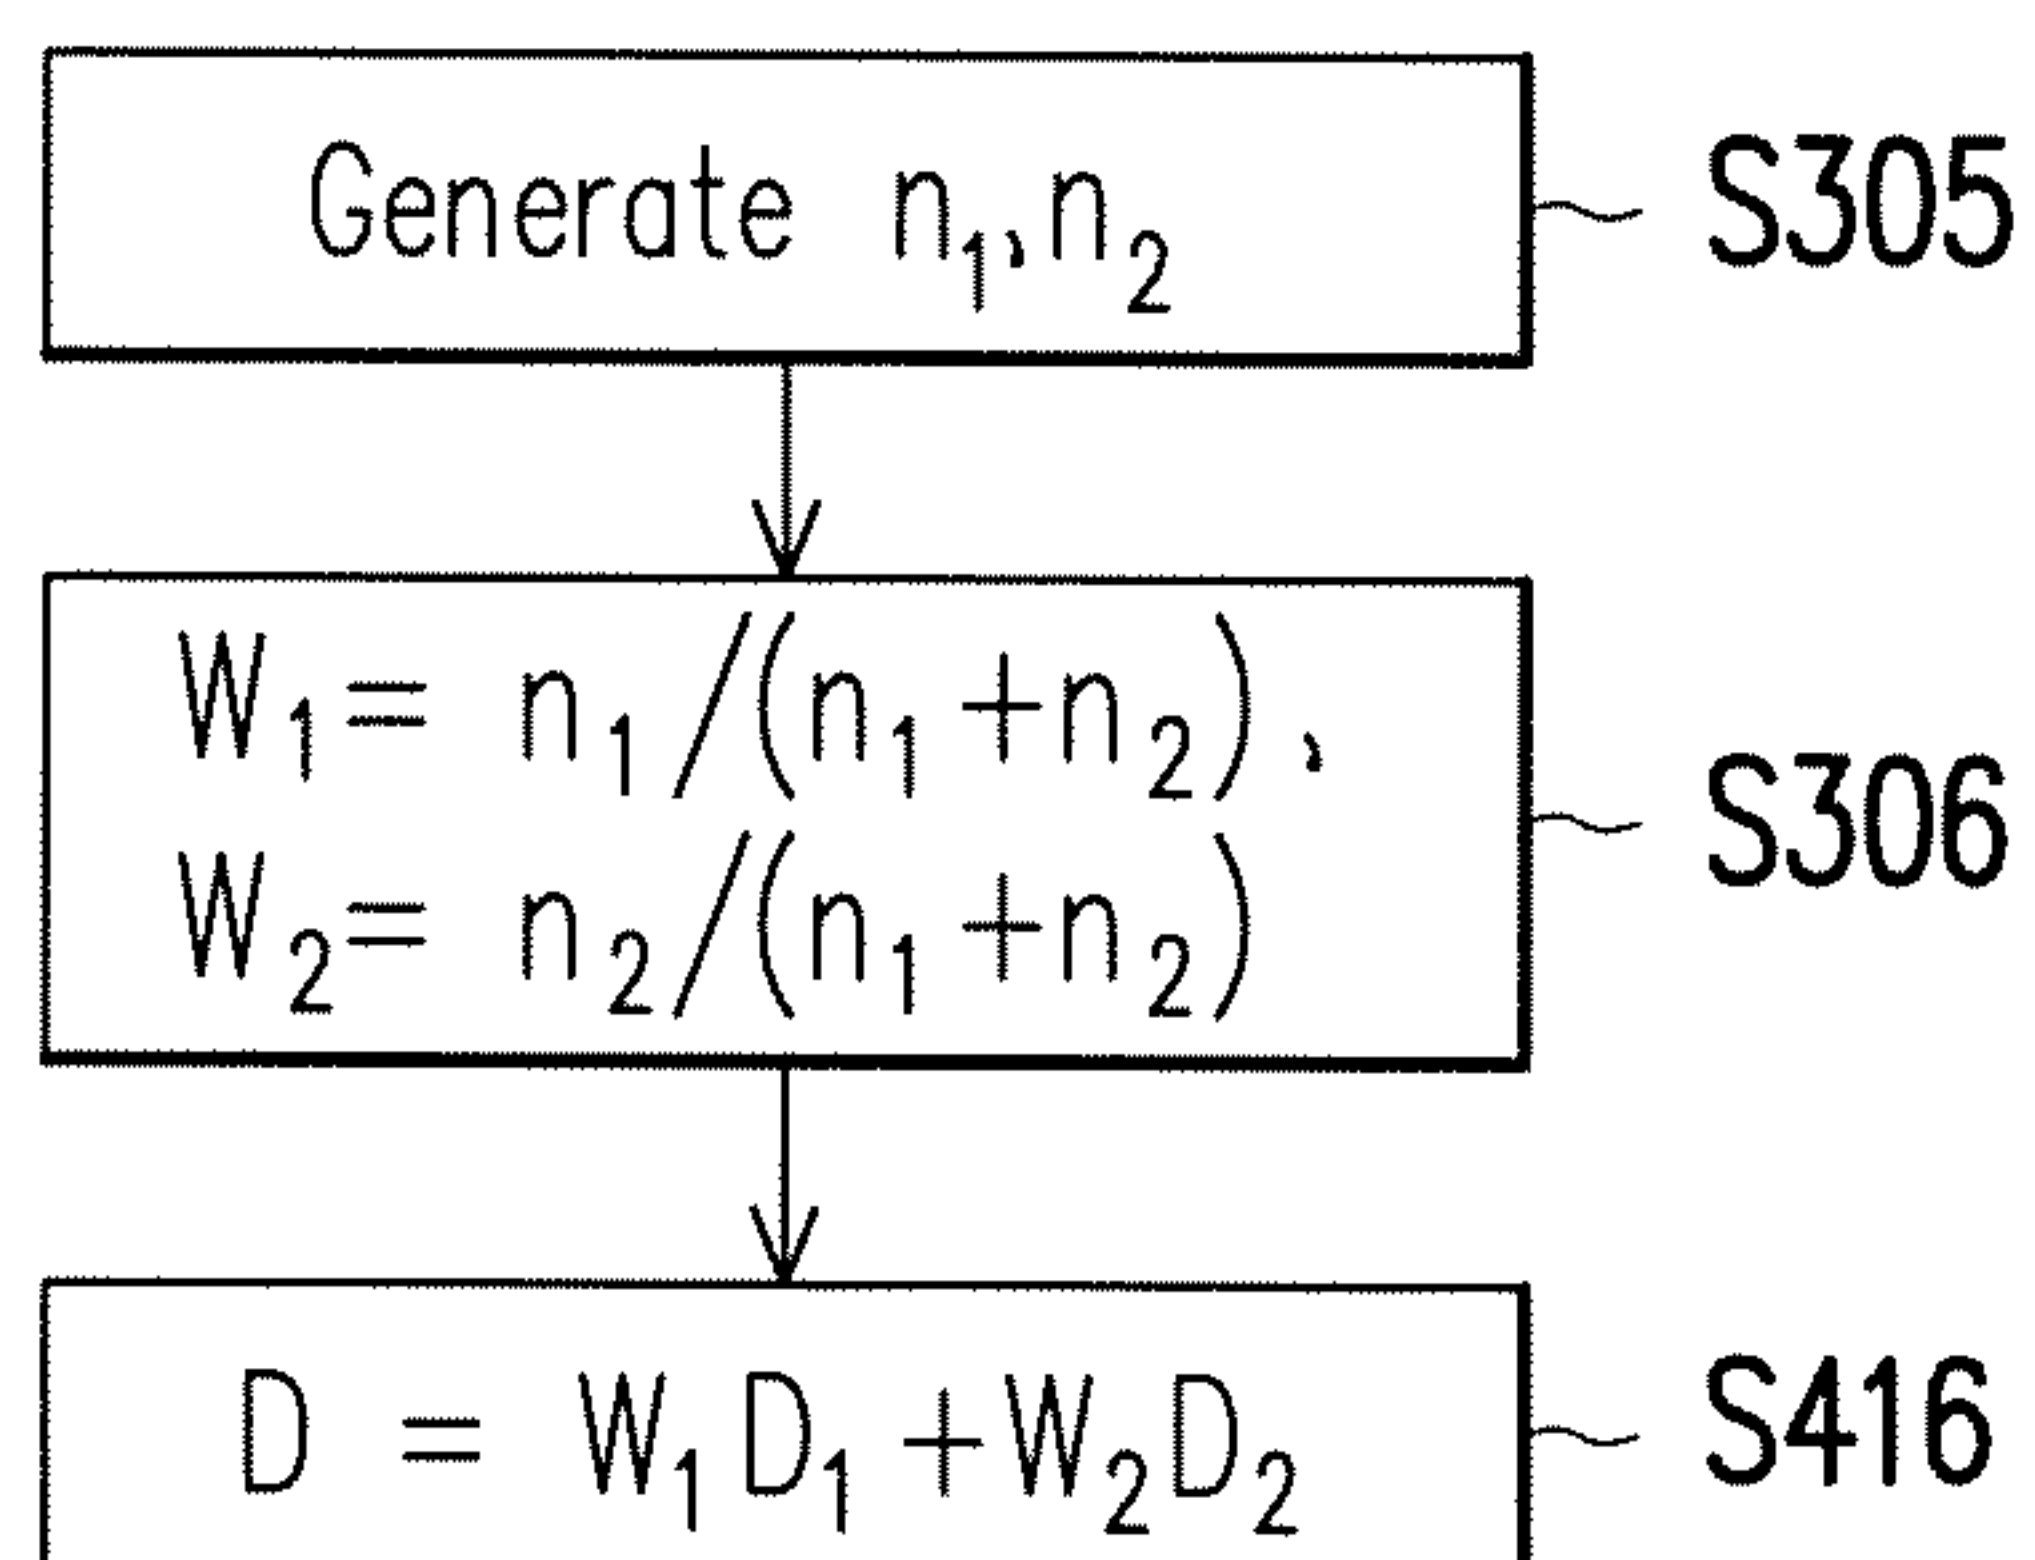 Generate n₁, n₂
S305
W₁= n₁/(n₁+n₂),
W₂= n₂/(n₁+n₂)
S306
D = W₁D₁+W₂D₂
S416